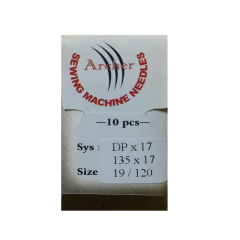 Archer
SEWING MACHINE NEEDLES
—10 pcs—
Sys : DP x 17
135 x 17
Size 19 / 120